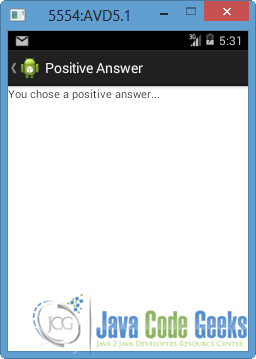 5554:AVD5.1
3G
5:31
Positive Answer
You chose a positive answer...
JCG
Java Code Geeks
JAVA 2 JAVA DEVELOPERS RESOURCE CENTER